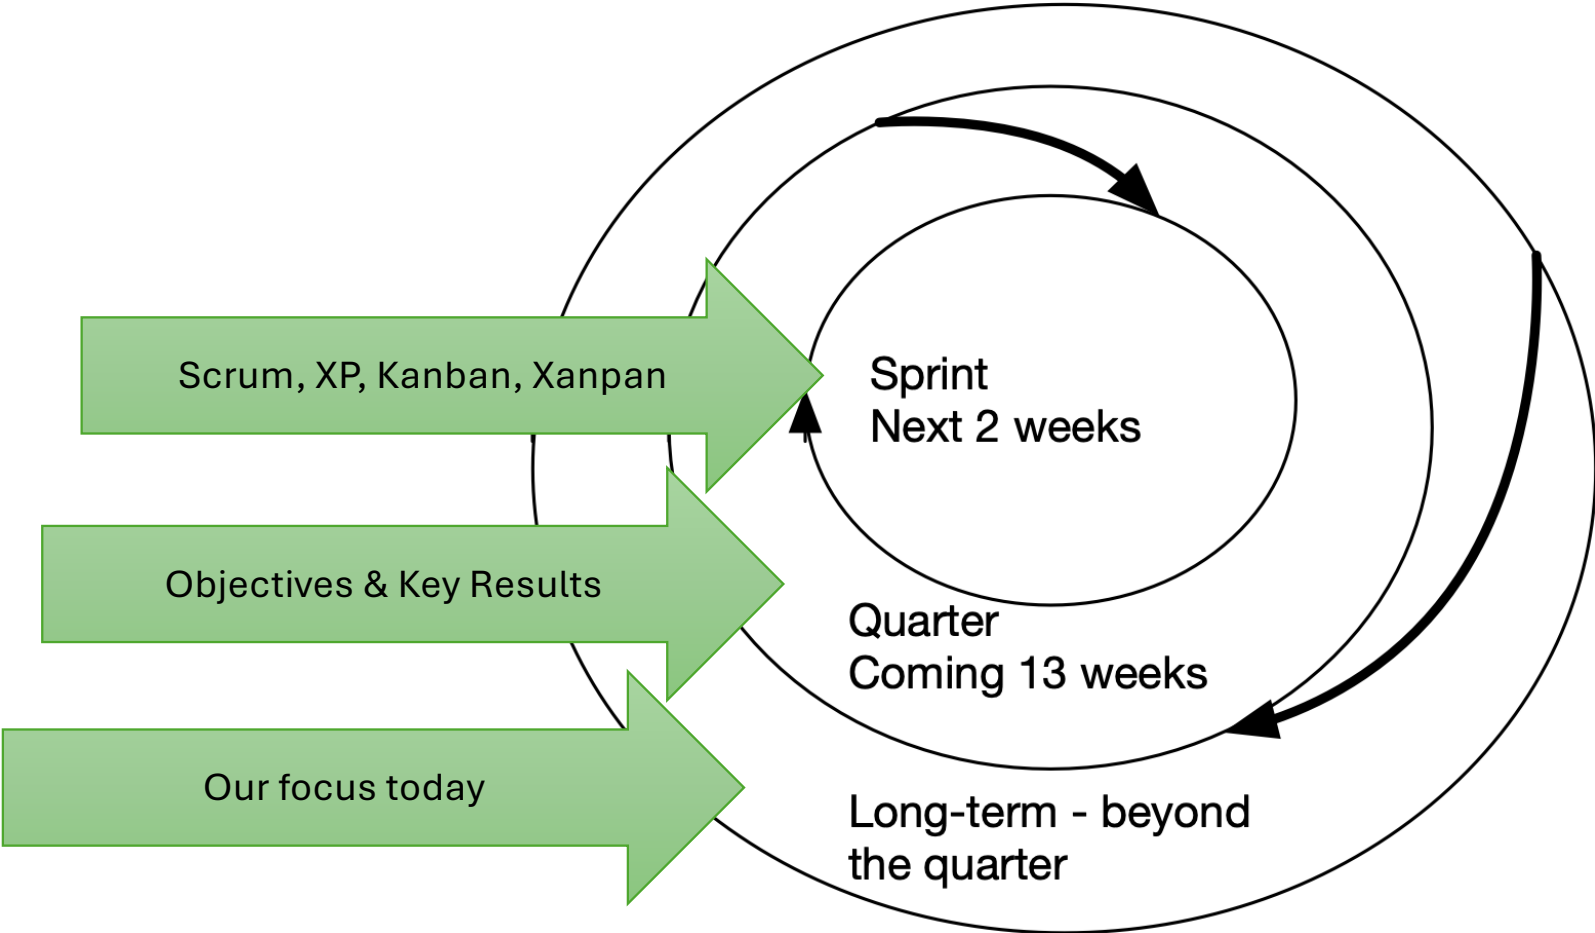 Scrum, XP, Kanban, Xanpan
Sprint
Next 2 weeks
Objectives & Key Results
Quarter
Coming 13 weeks
Our focus today
Long-term - beyond
the quarter